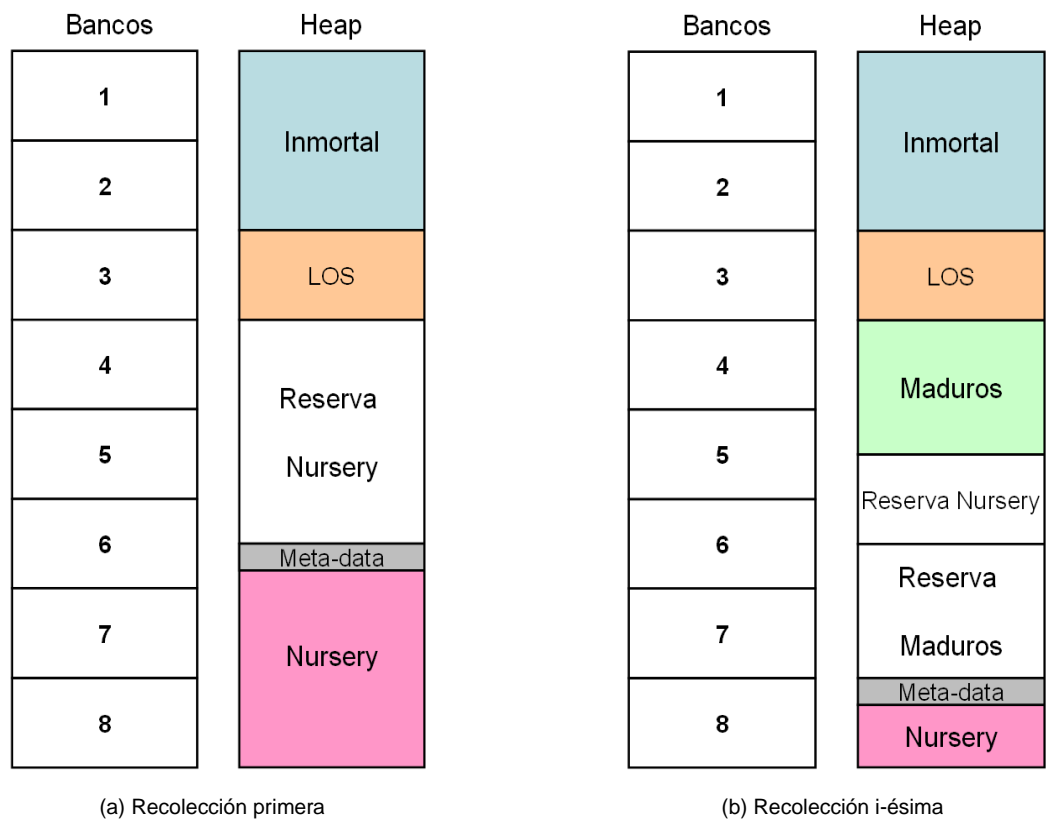 Bancos
Heap
1
2
3
4
5
6
7
8
Inmortal
LOS
Reserva
Nursery
Meta-data
Nursery
(a) Recolección primera
Bancos
Heap
1
2
3
4
5
6
7
8
Inmortal
LOS
Maduros
Reserva Nursery
Reserva
Maduros
Meta-data
Nursery
(b) Recolección i-ésima